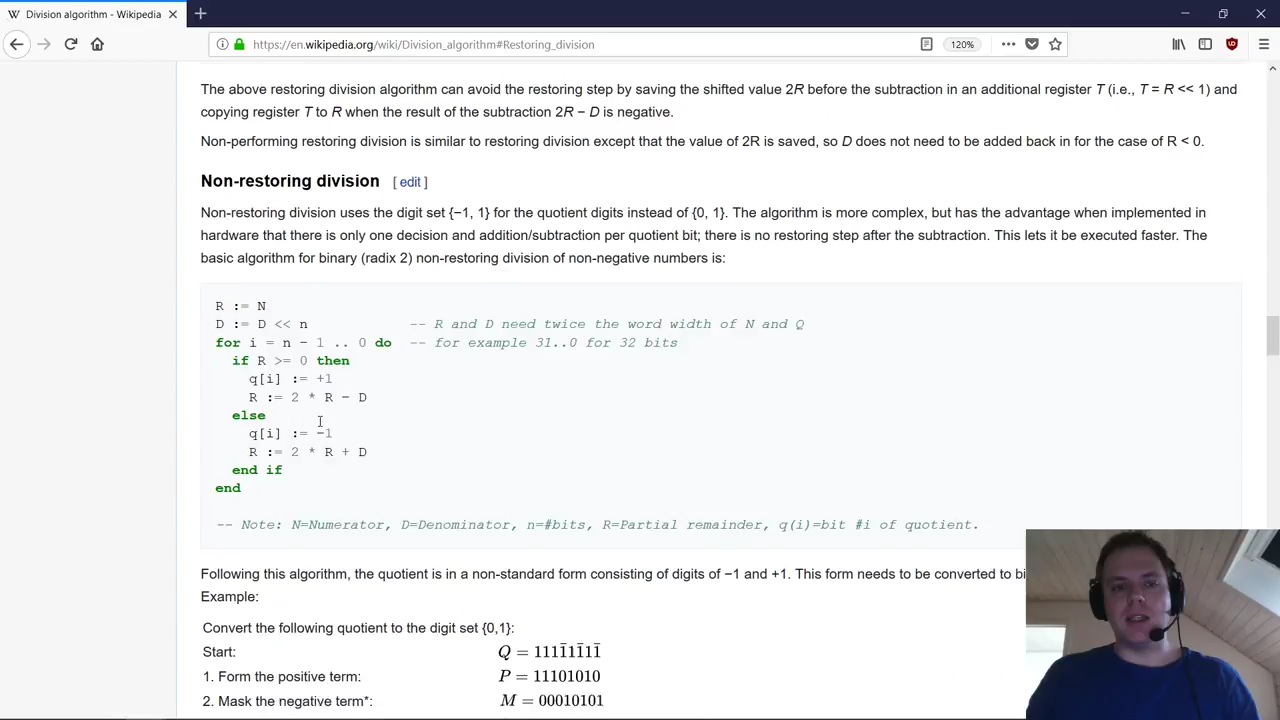 Division algorithm - Wikipedia
https://en.wikipedia.org/wiki/Division_algorithm#Restoring_division
120%
The above restoring division algorithm can avoid the restoring step by saving the shifted value 2R before the subtraction in an additional register T (i.e., T = R << 1) and
copying register T to R when the result of the subtraction 2R − D is negative.
Non-performing restoring division is similar to restoring division except that the value of 2R is saved, so D does not need to be added back in for the case of R < 0.
Non-restoring division [ edit ]
Non-restoring division uses the digit set {−1, 1} for the quotient digits instead of {0, 1}. The algorithm is more complex, but has the advantage when implemented in
hardware that there is only one decision and addition/subtraction per quotient bit; there is no restoring step after the subtraction. This lets it be executed faster. The
basic algorithm for binary (radix 2) non-restoring division of non-negative numbers is:
R := N
D := D << n -- R and D need twice the word width of N and Q
for i = n − 1 .. 0 do -- for example 31..0 for 32 bits
if R >= 0 then
q[i] := +1
R := 2 * R − D
else
q[i] := −1
R := 2 * R + D
end if
end
-- Note: N=Numerator, D=Denominator, n=#bits, R=Partial remainder, q(i)=bit #i of quotient.
Following this algorithm, the quotient is in a non-standard form consisting of digits of −1 and +1. This form needs to be converted to bi
Example:
Convert the following quotient to the digit set {0,1}:
Start: Q = 1111̄11̄11̄
1. Form the positive term: P = 11101010
2. Mask the negative term*: M = 00010101